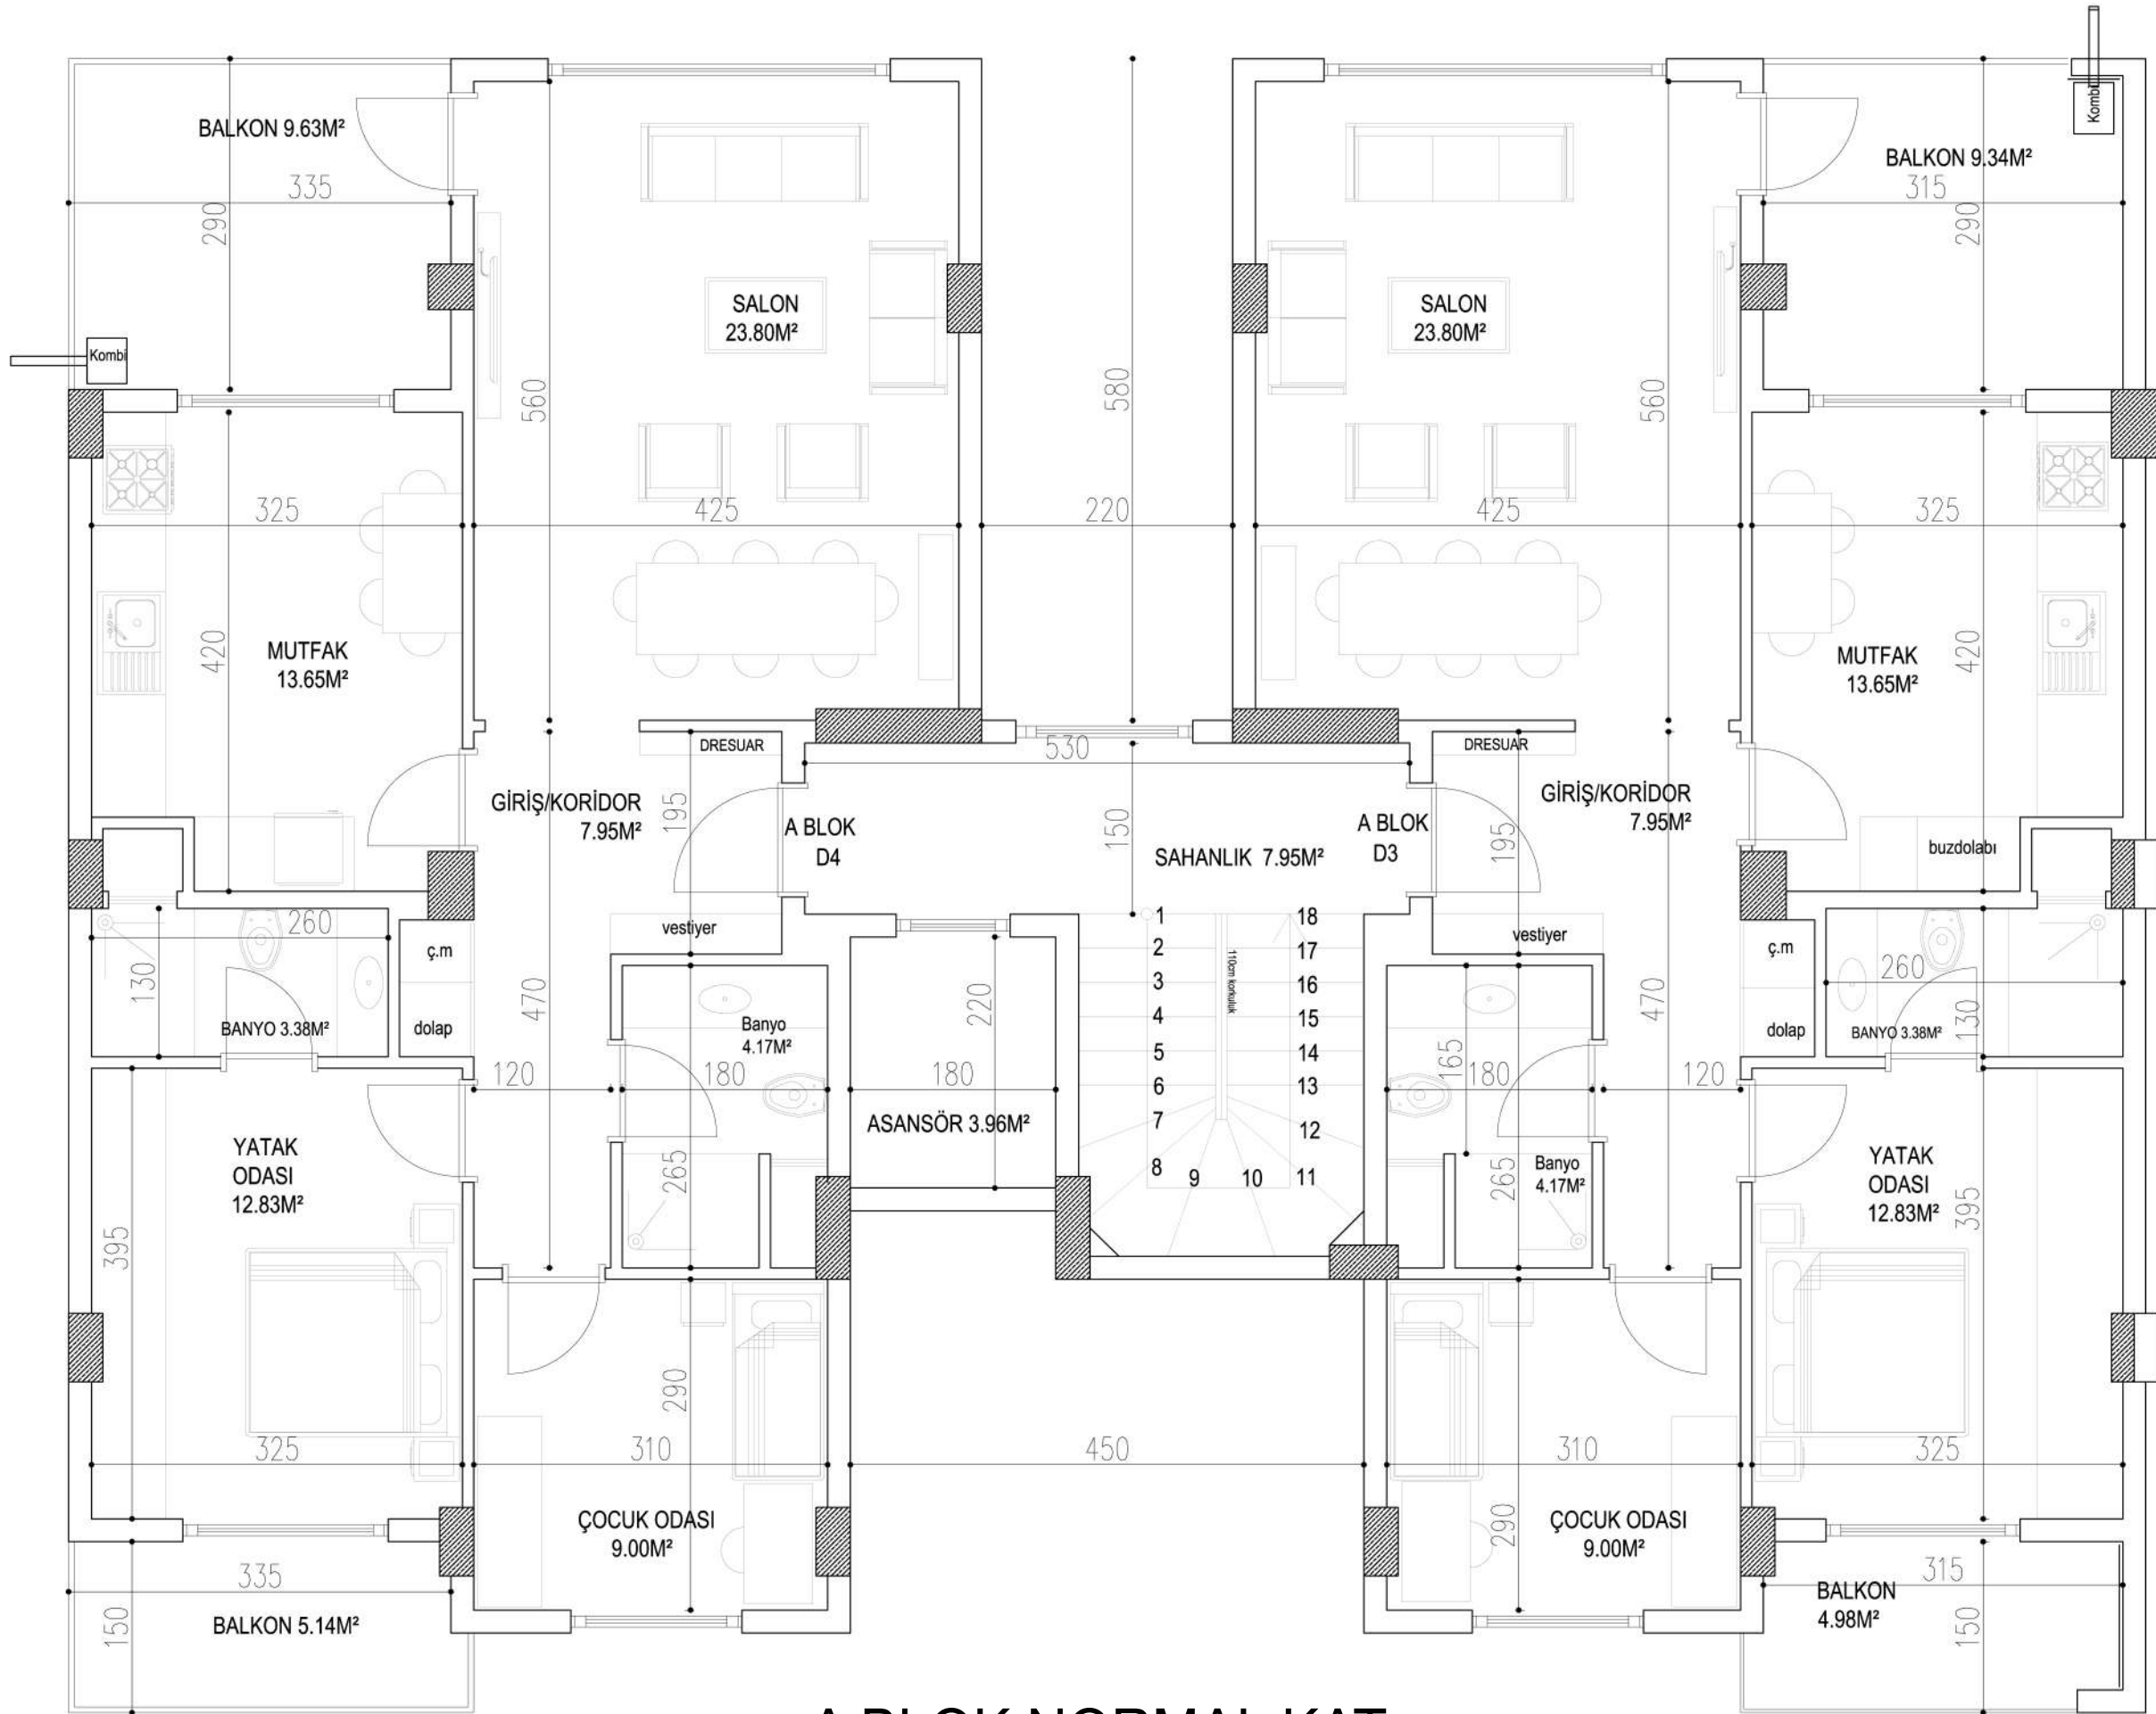 BALKON 9.63M²
335
290
Kombi
SALON
23.80M²
560
425
580
220
SALON
23.80M²
560
425
BALKON 9.34M²
315
290
Kombi
325
420
MUTFAK
13.65M²
325
420
MUTFAK
13.65M²
DRESUAR
530
DRESUAR
GİRİŞ/KORİDOR
7.95M²
195
A BLOK
D4
150
SAHANLIK 7.95M²
A BLOK
D3
195
GİRİŞ/KORİDOR
7.95M²
buzdolabı
260
130
BANYO 3.38M²
ç.m
dolap
470
vestiyer
Banyo
4.17M²
120
180
265
220
180
ASANSÖR 3.96M²
1
2
3
4
5
6
7
8
9
10
11
12
13
14
15
16
17
18
110cm korkuluk
vestiyer
165
180
265
Banyo
4.17M²
470
120
ç.m
dolap
260
130
BANYO 3.38M²
YATAK
ODASI
12.83M²
395
325
290
310
ÇOCUK ODASI
9.00M²
450
310
290
ÇOCUK ODASI
9.00M²
YATAK
ODASI
12.83M²
395
325
335
150
BALKON 5.14M²
315
150
BALKON
4.98M²
A BLOK NORMAL KAT